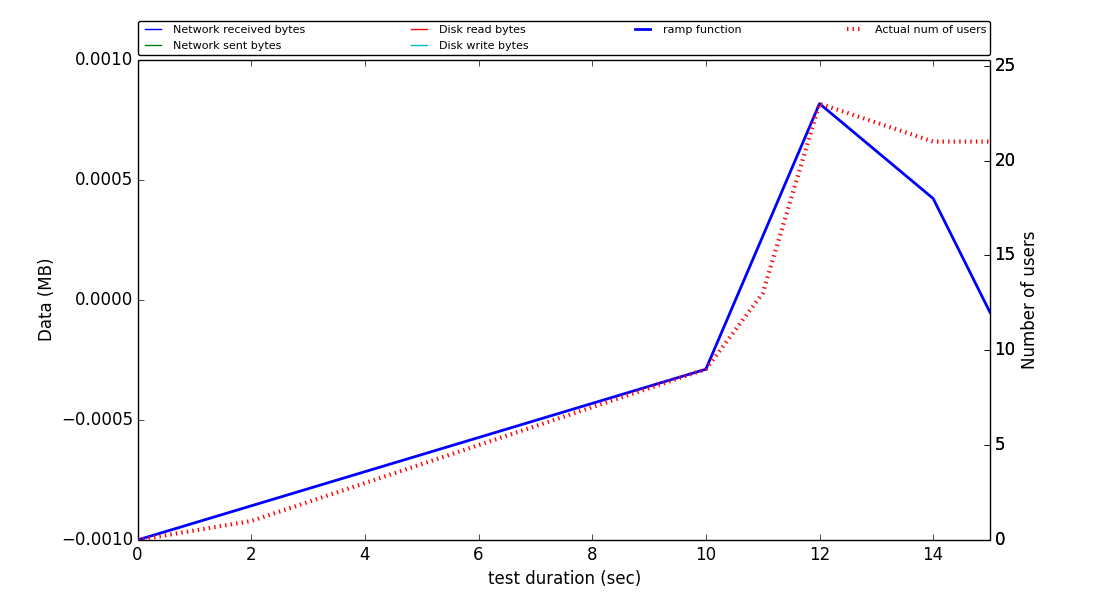 Network received bytes
Network sent bytes
Disk read bytes
Disk write bytes
ramp function
Actual num of users
0.0010
0.0005
0.0000
−0.0005
−0.0010
Data (MB)
25
20
15
10
5
0
Number of users
0 2 4 6 8 10 12 14
test duration (sec)